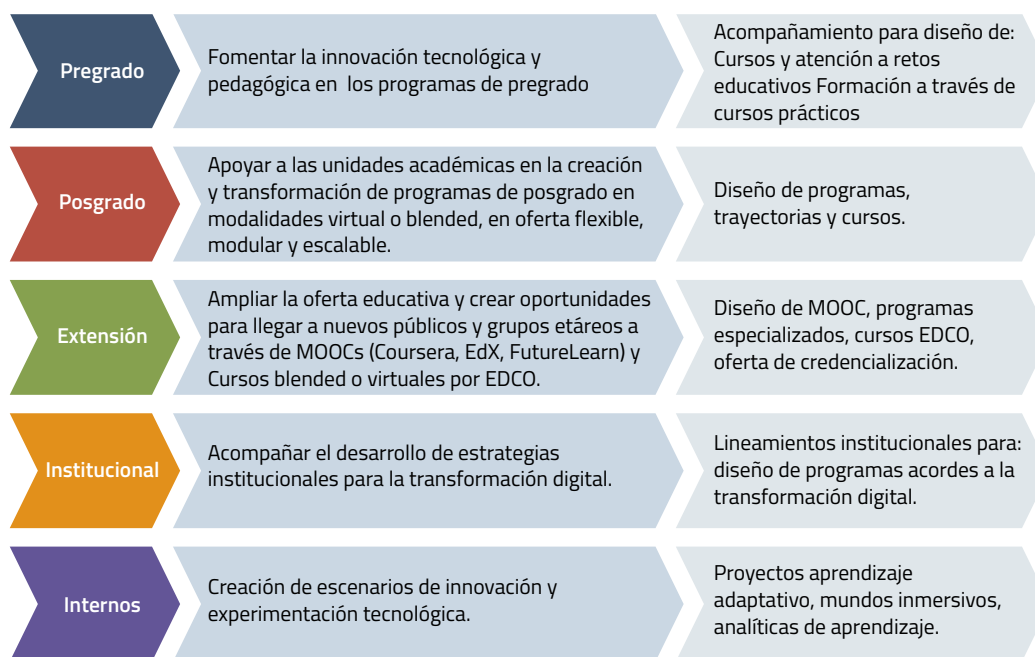 Pregrado
Fomentar la innovación tecnológica y
pedagógica en los programas de pregrado
Acompañamiento para diseño de:
Cursos y atención a retos
educativos Formación a través de
cursos prácticos
Posgrado
Apoyar a las unidades académicas en la creación
y transformación de programas de posgrado en
modalidades virtual o blended, en oferta flexible,
modular y escalable.
Diseño de programas,
trayectorias y cursos.
Extensión
Ampliar la oferta educativa y crear oportunidades
para llegar a nuevos públicos y grupos etáreos a
través de MOOCs (Coursera, EdX, FutureLearn) y
Cursos blended o virtuales por EDCO.
Diseño de MOOC, programas
especializados, cursos EDCO,
oferta de credencialización.
Institucional
Acompañar el desarrollo de estrategias
institucionales para la transformación digital.
Lineamientos institucionales para:
diseño de programas acordes a la
transformación digital.
Internos
Creación de escenarios de innovación y
experimentación tecnológica.
Proyectos aprendizaje
adaptativo, mundos inmersivos,
analíticas de aprendizaje.